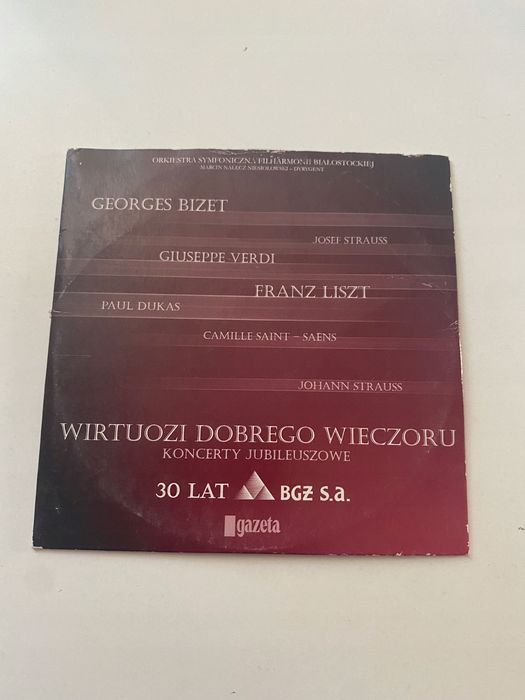 ORKIESTRA SYMFONICZNA FILHARMONII BIAŁOSTOCKIEJ
MARCIN NAŁĘCZ NIESIOŁOWSKI - DYRYGENT
GEORGES BIZET
JOSEF STRAUSS
GIUSEPPE VERDI
FRANZ LISZT
PAUL DUKAS
CAMILLE SAINT – SAENS
JOHANN STRAUSS
WIRTUOZI DOBREGO WIECZORU
KONCERTY JUBILEUSZOWE
30 LAT BGŻ S.A.
gazeta